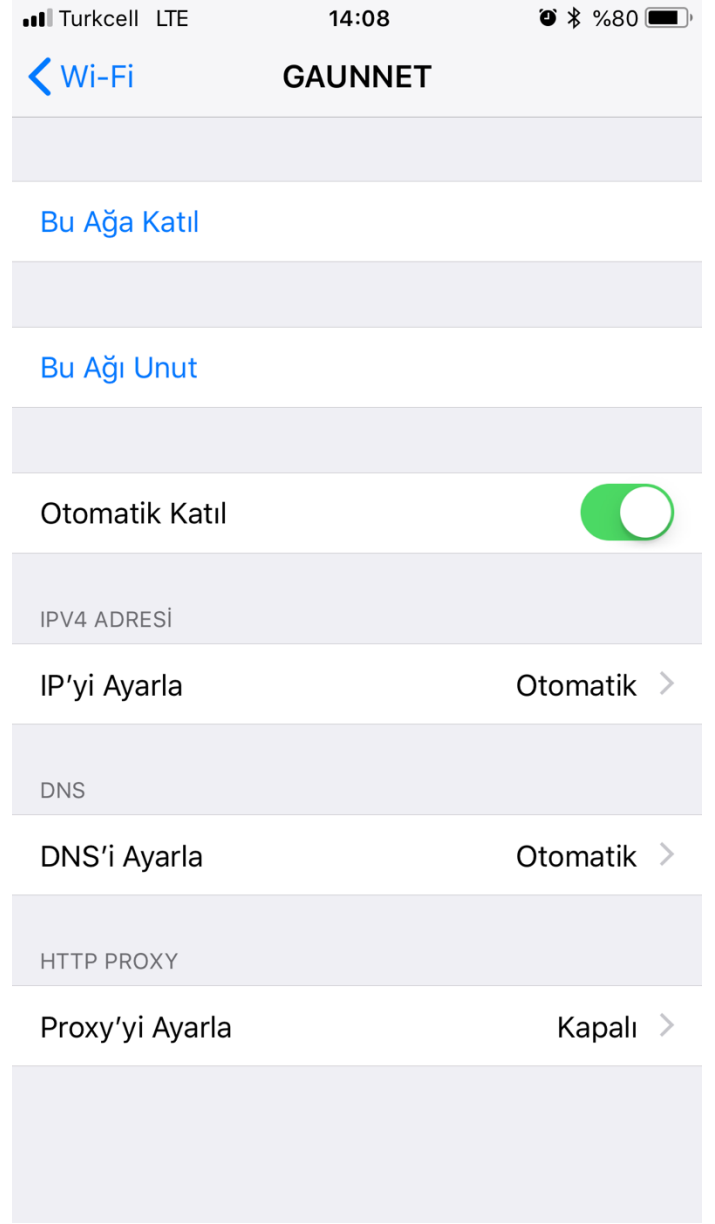 Turkcell LTE 14:08 %80
Wi-Fi GAUNNET
Bu Ağa Katıl
Bu Ağı Unut
Otomatik Katıl
IPV4 ADRESİ
IP’yi Ayarla Otomatik
DNS
DNS’i Ayarla Otomatik
HTTP PROXY
Proxy’yi Ayarla Kapalı